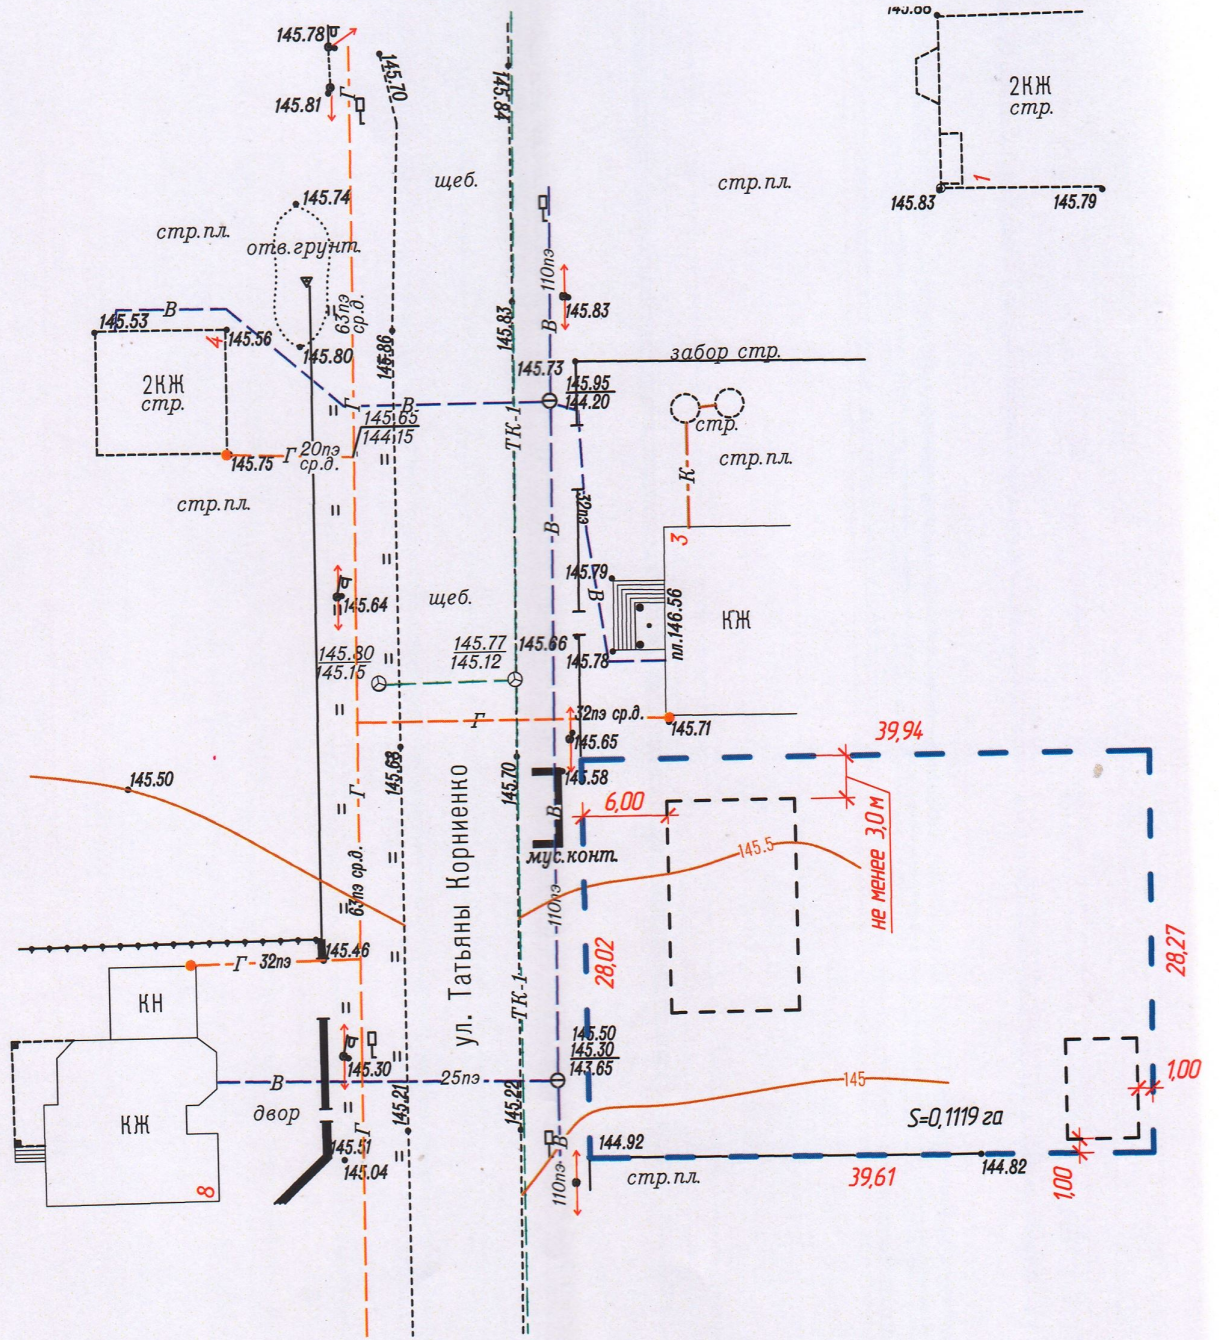 145.78
145.81
145.70
145.84
Г
щеб.
стр.пл.
2КЖ
стр.
1
145.83
145.79
145.74
стр.пл.
отв.грунт.
63пэ
ср.д.
110пэ
145.83
145.83
В
В
145.53
145.56
4
145.80
145.86
2КЖ
стр.
145.73
забор стр.
145.95
144.20
Г
В
145.65
144.15
ТК-1
стр.
стр.пл.
145.75
Г
20пэ
ср.д.
К
стр.пл.
32пэ
В
3
145.79
В
145.64
щеб.
пл.146.56
КЖ
145.80
145.15
145.77
145.12
145.66
145.78
Г
32пэ ср.д.
145.71
145.65
39,94
145.50
145.68
145.70
145.58
Г
В
6,00
не менее 3,0 м
мус.конт.
145.5
ул. Татьяны Корниенко
63пэ ср.д.
110пэ
145.46
Г
32пэ
28,02
28,27
КН
ТК-1
145.50
145.30
143.65
145.30
В
25пэ
145
1,00
двор
145.21
145.22
КЖ
Г
В
S=0,1119 га
145.51
145.04
144.92
144.82
8
110пэ
стр.пл.
39,61
1,00